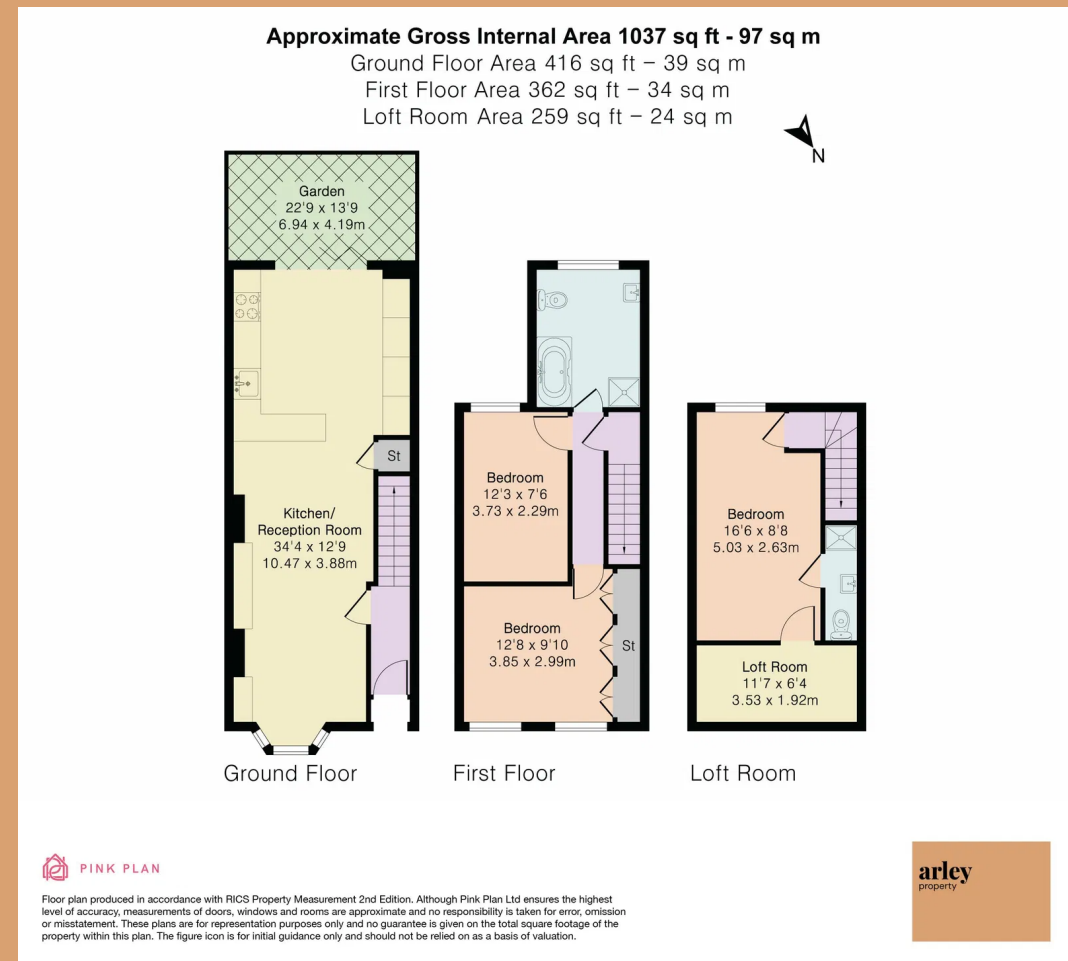 Approximate Gross Internal Area 1037 sq ft - 97 sq m
Ground Floor Area 416 sq ft – 39 sq m
First Floor Area 362 sq ft – 34 sq m
Loft Room Area 259 sq ft – 24 sq m
N
Garden
22'9 x 13'9
6.94 x 4.19m
St
Kitchen/
Reception Room
34'4 x 12'9
10.47 x 3.88m
Ground Floor
Bedroom
12'3 x 7'6
3.73 x 2.29m
Bedroom
12'8 x 9'10
3.85 x 2.99m
St
First Floor
Bedroom
16'6 x 8'8
5.03 x 2.63m
Loft Room
11'7 x 6'4
3.53 x 1.92m
Loft Room
PINK PLAN
Floor plan produced in accordance with RICS Property Measurement 2nd Edition. Although Pink Plan Ltd ensures the highest
level of accuracy, measurements of doors, windows and rooms are approximate and no responsibility is taken for error, omission
or misstatement. These plans are for representation purposes only and no guarantee is given on the total square footage of the
property within this plan. The figure icon is for initial guidance only and should not be relied on as a basis of valuation.
arley
property